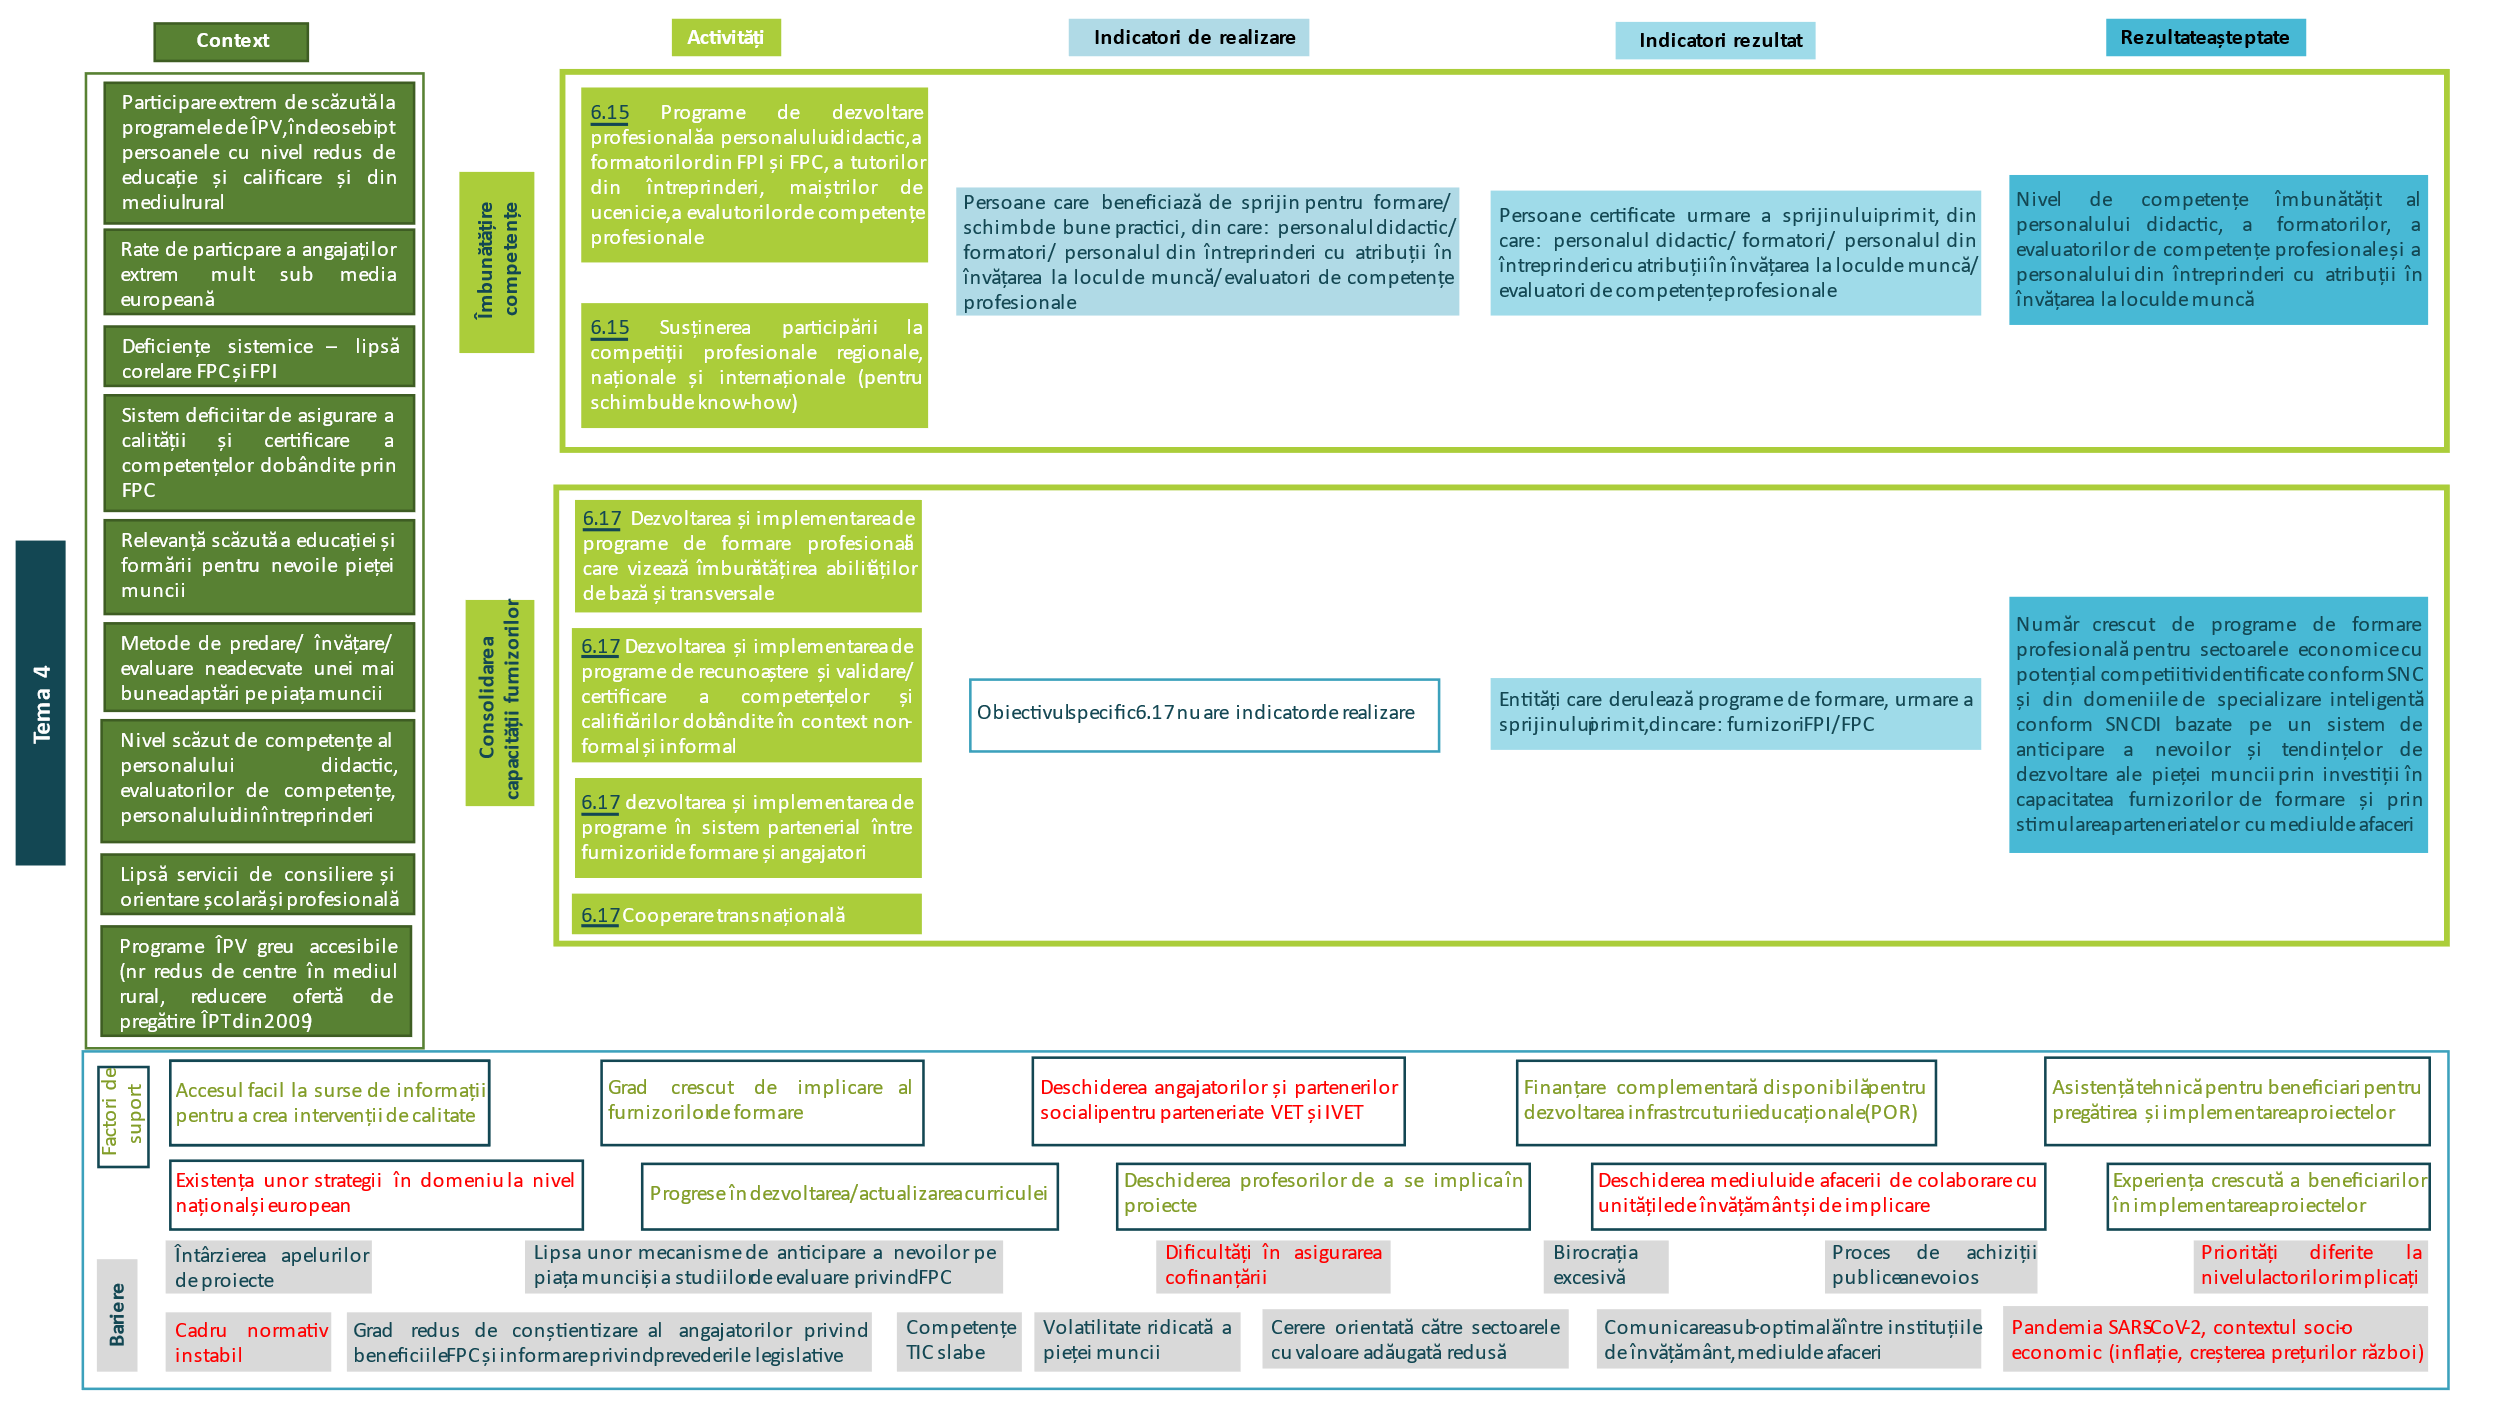 Context
Activități
Indicatori de realizare
Indicatori rezultat
Rezultate așteptate
Tema 4
Participare extrem de scăzută la
programele de ÎPV, îndeosebi pt
persoanele cu nivel redus de
educație și calificare și din
mediul rural
Rate de particpare a angajaților
extrem mult sub media
europeană
Deficiențe sistemice – lipsă
corelare FPC și FPI
Sistem deficiitar de asigurare a
calității și certificare a
competențelor dobândite prin
FPC
Relevanță scăzută a educației și
formării pentru nevoile pieței
muncii
Metode de predare/ învățare/
evaluare neadecvate unei mai
bune adaptări pe piața muncii
Nivel scăzut de competențe al
personalului didactic,
evaluatorilor de competențe,
personalului din întreprinderi
Lipsă servicii de consiliere și
orientare școlară și profesională
Programe ÎPV greu accesibile
(nr redus de centre în mediul
rural, reducere ofertă de
pregătire ÎPT din 2009)
Îmbunătățire
competențe
6.15 Programe de dezvoltare
profesională a personalului didactic, a
formatorilor din FPI și FPC, a tutorilor
din întreprinderi, maiștrilor de
ucenicie, a evalutorilor de competențe
profesionale
6.15 Susținerea participării la
competiții profesionale regionale,
naționale și internaționale (pentru
schimbul de know-how)
Persoane care beneficiază de sprijin pentru formare/
schimb de bune practici, din care: personalul didactic/
formatori/ personalul din întreprinderi cu atribuții în
învățarea la locul de muncă/ evaluatori de competențe
profesionale
Persoane certificate urmare a sprijinului primit, din
care: personalul didactic/ formatori/ personalul din
întreprinderi cu atribuții în învățarea la locul de muncă/
evaluatori de competențe profesionale
Nivel de competențe îmbunătățit al
personalului didactic, a formatorilor, a
evaluatorilor de competențe profesionale și a
personalului din întreprinderi cu atribuții în
învățarea la locul de muncă
Consolidarea
capacității furnizorilor
6.17 Dezvoltarea și implementarea de
programe de formare profesională
care vizează îmbunătățirea abilităților
de bază și transversale
6.17 Dezvoltarea și implementarea de
programe de recunoaștere și validare/
certificare a competențelor și
calificărilor dobândite în context non-
formal și informal
6.17 dezvoltarea și implementarea de
programe în sistem partenerial între
furnizorii de formare și angajatori
6.17 Cooperare transnațională
Obiectivul specific 6.17 nu are indicator de realizare
Entități care derulează programe de formare, urmare a
sprijinului primit, din care: furnizori FPI/ FPC
Număr crescut de programe de formare
profesională pentru sectoarele economice cu
potențial competiitiv identificate conform SNC
și din domeniile de specializare inteligentă
conform SNCDI bazate pe un sistem de
anticipare a nevoilor și tendințelor de
dezvoltare ale pieței muncii prin investiții în
capacitatea furnizorilor de formare și prin
stimularea parteneriatelor cu mediul de afaceri
Factori de
suport
Accesul facil la surse de informații
pentru a crea intervenții de calitate
Grad crescut de implicare al
furnizorilor de formare
Deschiderea angajatorilor și partenerilor
sociali pentru parteneriate VET și IVET
Finanțare complementară disponibilă pentru
dezvoltarea infrastrcuturii educaționale (POR)
Asistență tehnică pentru beneficiari pentru
pregătirea și implementarea proiectelor
Existența unor strategii în domeniu la nivel
național și european
Progrese în dezvoltarea/ actualizarea curriculei
Deschiderea profesorilor de a se implica în
proiecte
Deschiderea mediului de afacerii de colaborare cu
unitățile de învățământ și de implicare
Experiența crescută a beneficiarilor
în implementarea proiectelor
Bariere
Întârzierea apelurilor
de proiecte
Lipsa unor mecanisme de anticipare a nevoilor pe
piața muncii și a studiilor de evaluare privind FPC
Dificultăți în asigurarea
cofinanțării
Birocrația
excesivă
Proces de achiziții
publice anevoios
Priorități diferite la
nivelul actorilor implicați
Cadru normativ
instabil
Grad redus de conștientizare al angajatorilor privind
beneficiile FPC și informare privind prevederile legislative
Competențe
TIC slabe
Volatilitate ridicată a
pieței muncii
Cerere orientată către sectoarele
cu valoare adăugată redusă
Comunicarea sub-optimală între instituțiile
de învățământ, mediul de afaceri
Pandemia SARS-CoV-2, contextul socio-
economic (inflație, creșterea prețurilor război)